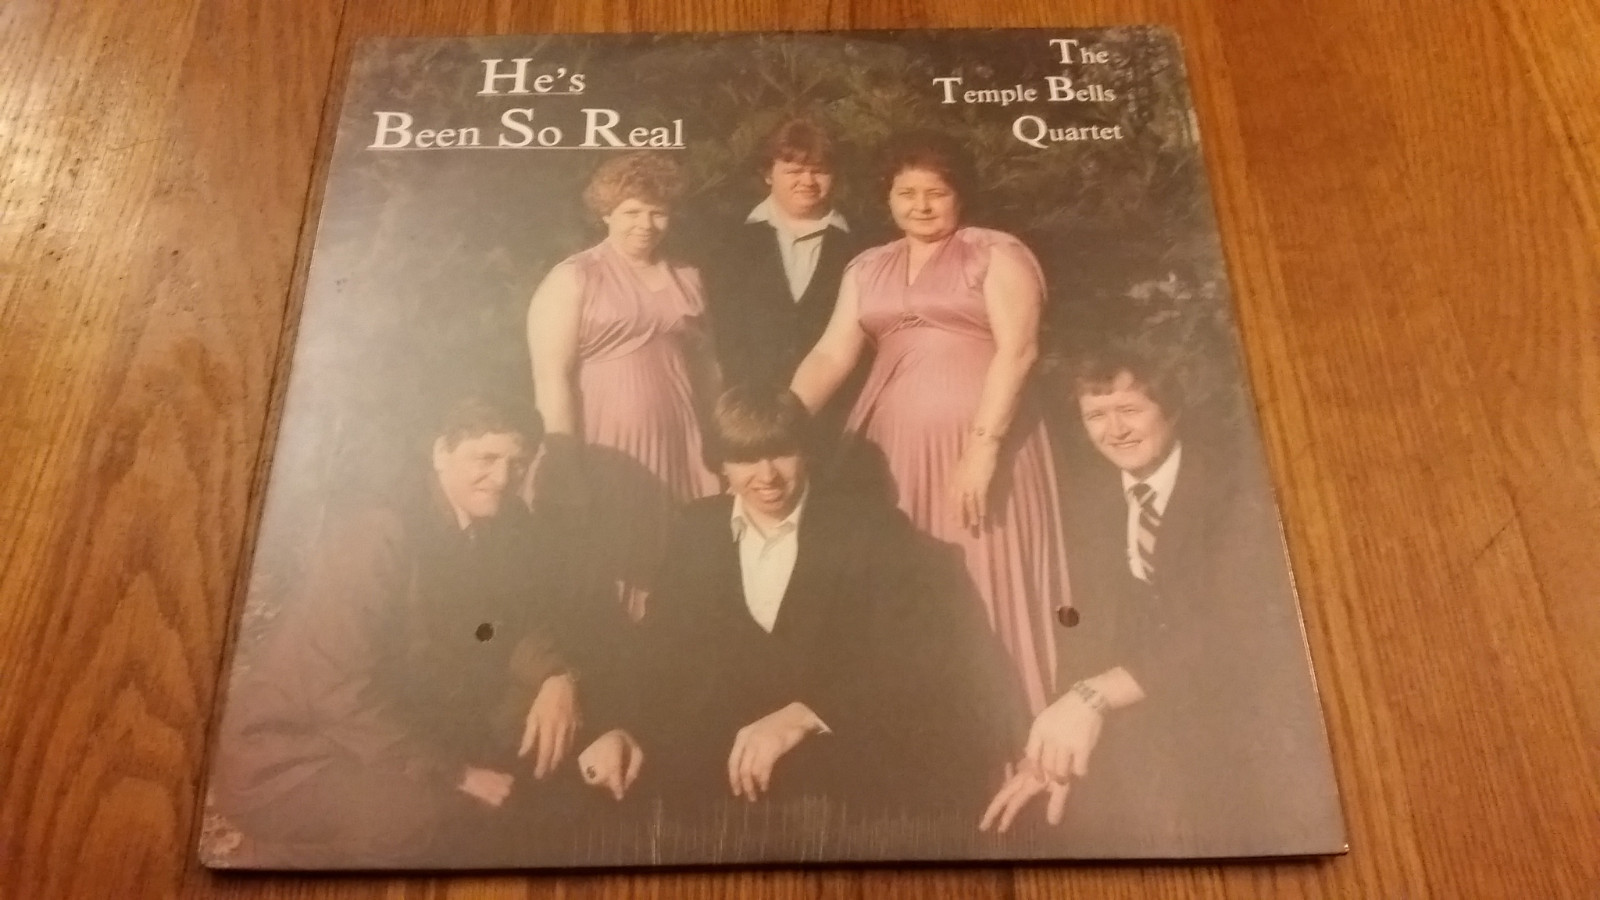 He's
Been So Real
The
Temple Bells
Quartet